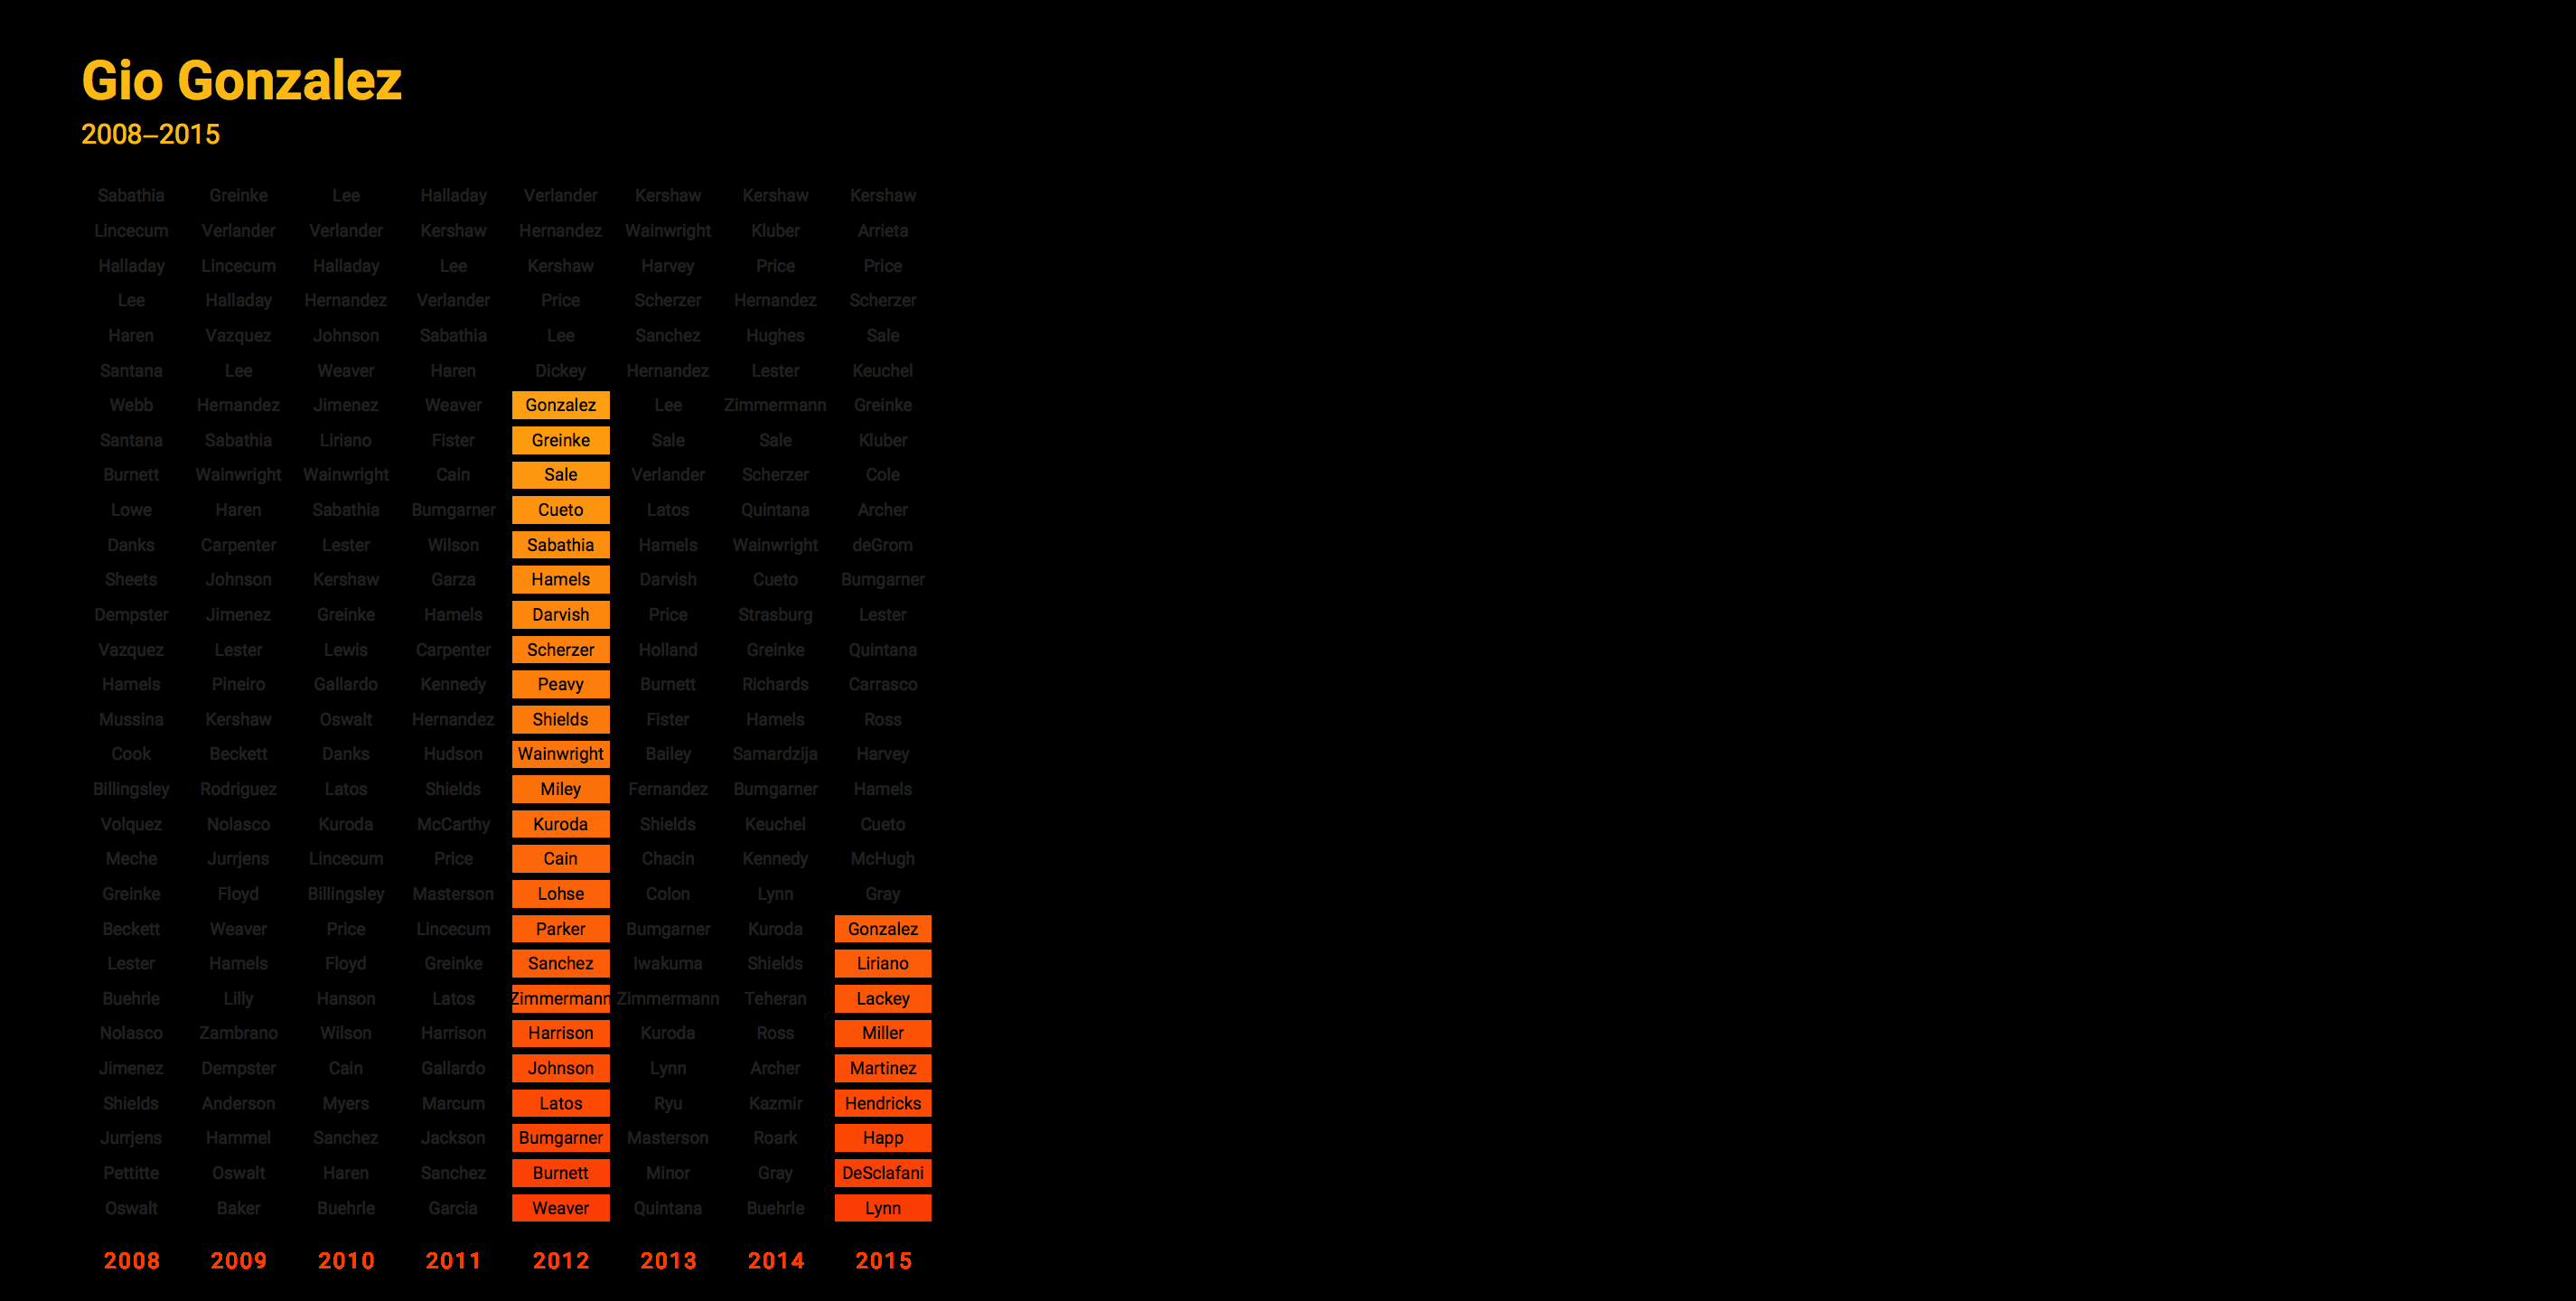 Gio Gonzalez
2008–2015
Sabathia Greinke Lee Halladay Verlander Kershaw Kershaw Kershaw
Lincecum Verlander Verlander Kershaw Hernandez Wainwright Kluber Arrieta
Halladay Lincecum Halladay Lee Kershaw Harvey Price Price
Lee Halladay Hernandez Verlander Price Scherzer Hernandez Scherzer
Haren Vazquez Johnson Sabathia Lee Sanchez Hughes Sale
Santana Lee Weaver Haren Dickey Hernandez Lester Keuchel
Webb Hernandez Jimenez Weaver Gonzalez Lee Zimmermann Greinke
Santana Sabathia Liriano Fister Greinke Sale Sale Kluber
Burnett Wainwright Wainwright Cain Sale Verlander Scherzer Cole
Lowe Haren Sabathia Bumgarner Cueto Latos Quintana Archer
Danks Carpenter Lester Wilson Sabathia Hamels Wainwright deGrom
Sheets Johnson Kershaw Garza Hamels Darvish Cueto Bumgarner
Dempster Jimenez Greinke Hamels Darvish Price Strasburg Lester
Vazquez Lester Lewis Carpenter Scherzer Holland Greinke Quintana
Hamels Pineiro Gallardo Kennedy Peavy Burnett Richards Carrasco
Mussina Kershaw Oswalt Hernandez Shields Fister Hamels Ross
Cook Beckett Danks Hudson Wainwright Bailey Samardzija Harvey
Billingsley Rodriguez Latos Shields Miley Fernandez Bumgarner Hamels
Volquez Nolasco Kuroda McCarthy Kuroda Shields Keuchel Cueto
Meche Jurrjens Lincecum Price Cain Chacin Kennedy McHugh
Greinke Floyd Billingsley Masterson Lohse Colon Lynn Gray
Beckett Weaver Price Lincecum Parker Bumgarner Kuroda Gonzalez
Lester Hamels Floyd Greinke Sanchez Iwakuma Shields Liriano
Buehrle Lilly Hanson Latos Zimmermann Zimmermann Teheran Lackey
Nolasco Zambrano Wilson Harrison Harrison Kuroda Ross Miller
Jimenez Dempster Cain Gallardo Johnson Lynn Archer Martinez
Shields Anderson Myers Marcum Latos Ryu Kazmir Hendricks
Jurrjens Hammel Sanchez Jackson Bumgarner Masterson Roark Happ
Pettitte Oswalt Haren Sanchez Burnett Minor Gray DeSclafani
Oswalt Baker Buehrle Garcia Weaver Quintana Buehrle Lynn
2008 2009 2010 2011 2012 2013 2014 2015